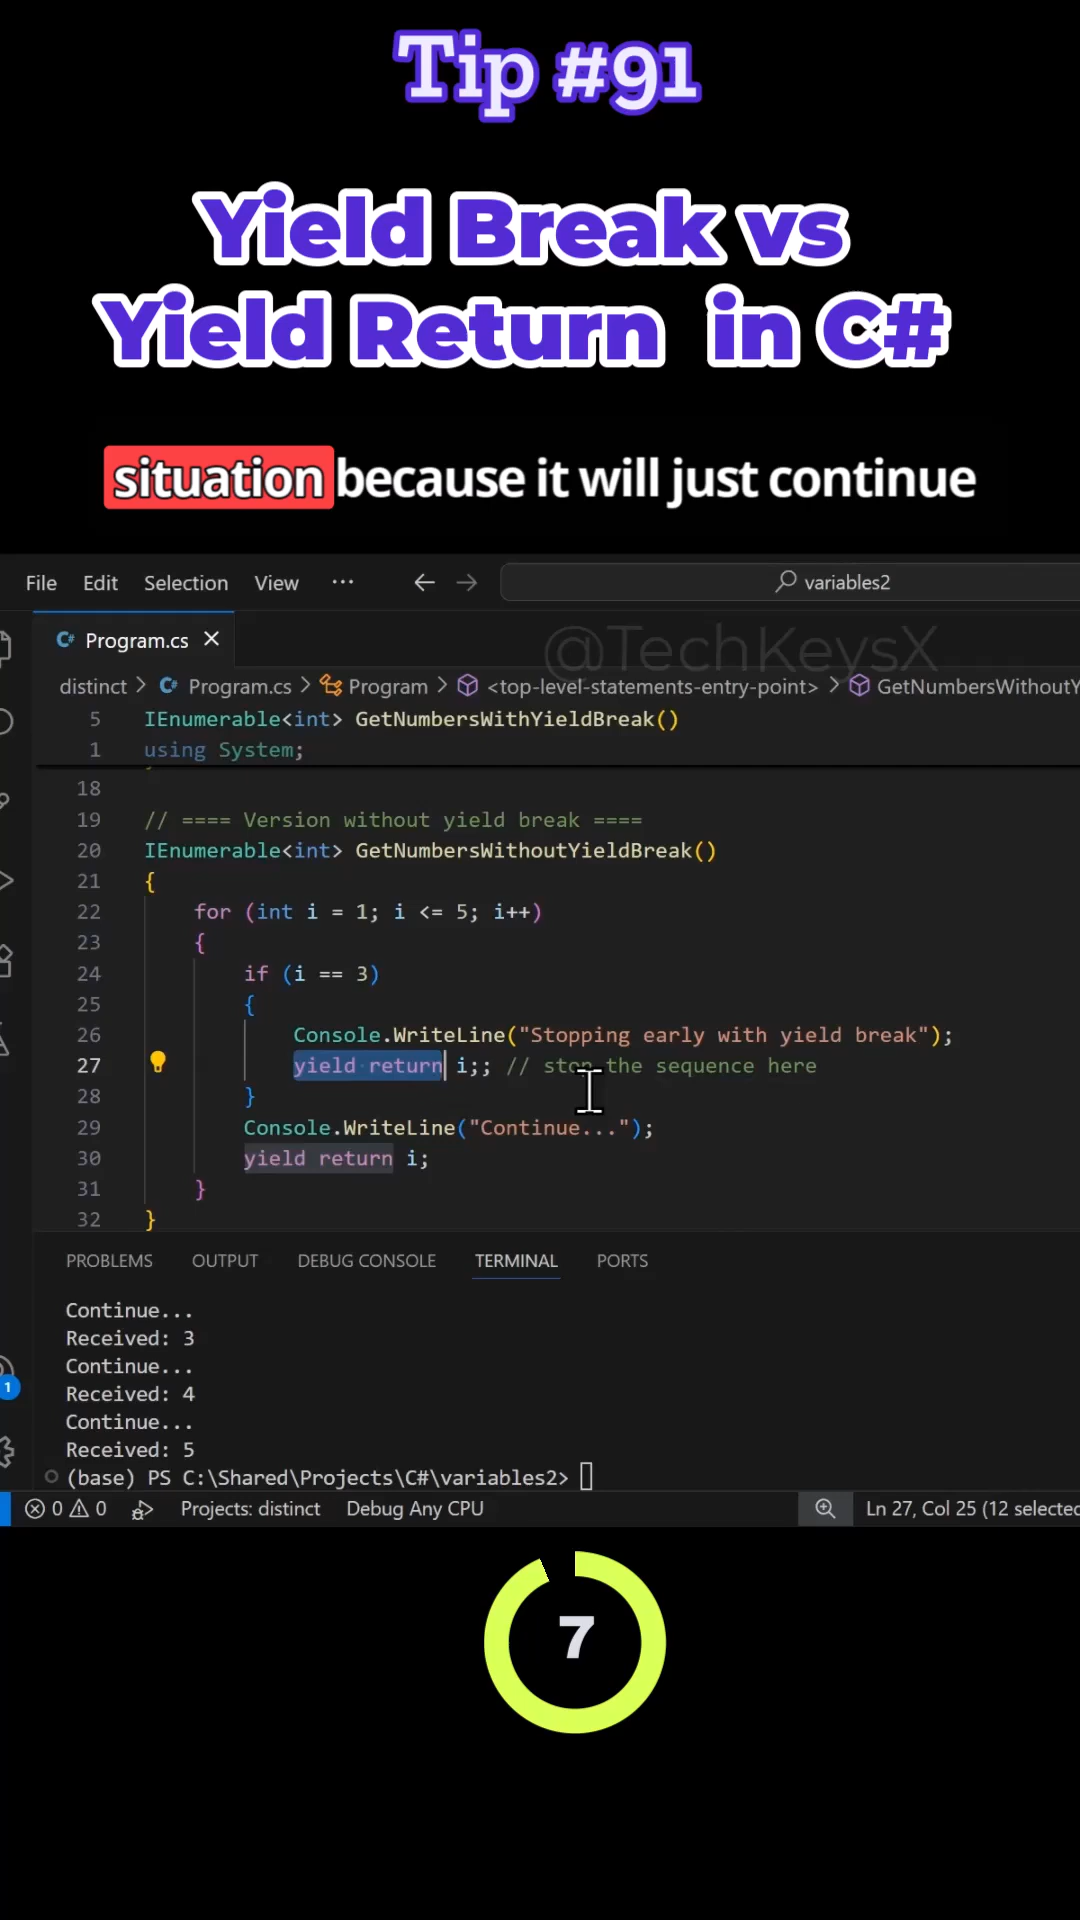 Tip #91
Yield Break vs
Yield Return in C#
situation because it will just continue
File Edit Selection View ··· variables2
Program.cs
@TechKeysX
distinct > Program.cs > Program > <top-level-statements-entry-point> > GetNumbersWithoutY
5 IEnumerable<int> GetNumbersWithYieldBreak()
1 using System;
18
19 // ==== Version without yield break ====
20 IEnumerable<int> GetNumbersWithoutYieldBreak()
21 {
22 for (int i = 1; i <= 5; i++)
23 {
24 if (i == 3)
25 {
26 Console.WriteLine("Stopping early with yield break");
27 yield return i;; // stop the sequence here
28 }
29 Console.WriteLine("Continue...");
30 yield return i;
31 }
32 }
PROBLEMS OUTPUT DEBUG CONSOLE TERMINAL PORTS
Continue...
Received: 3
Continue...
Received: 4
Continue...
Received: 5
(base) PS C:\Shared\Projects\C#\variables2>
1
0 0 Projects: distinct Debug Any CPU Ln 27, Col 25 (12 selected
7